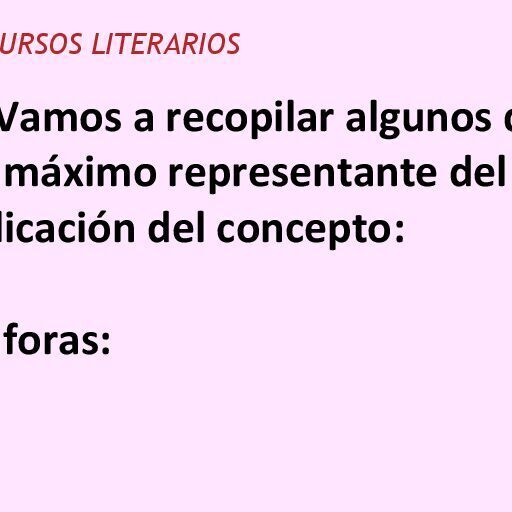 URSOS LITERARIOS
Vamos a recopilar algunos
máximo representante del
licación del concepto:
foras: